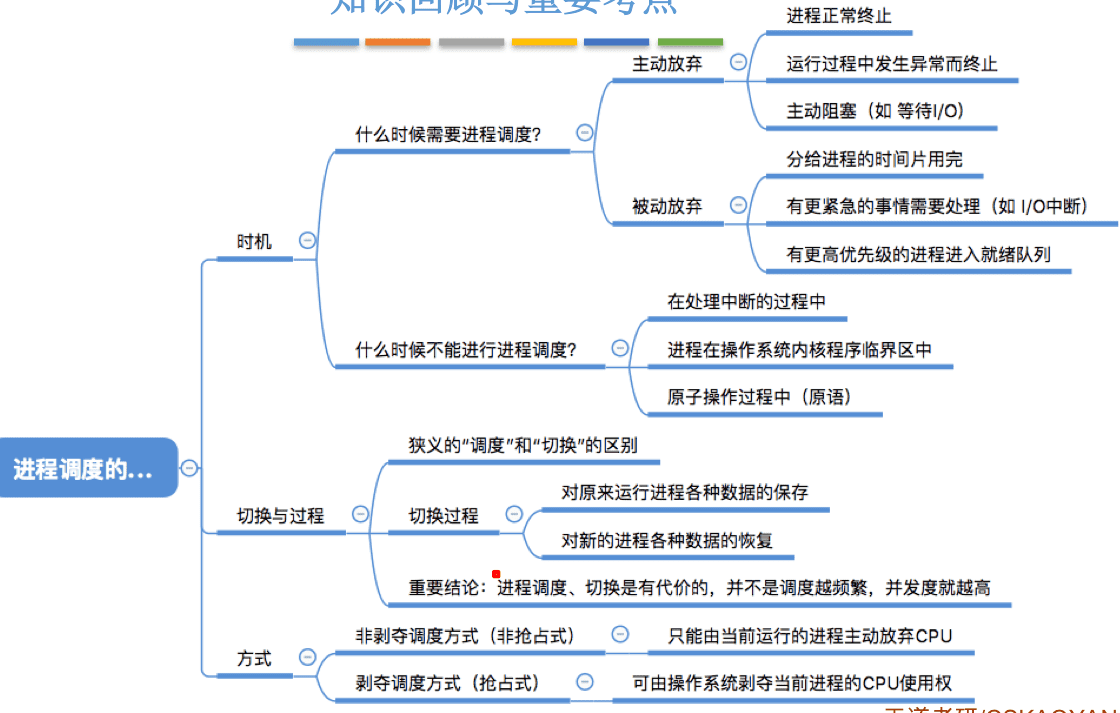 知识回顾与重要考点
进程正常终止
主动放弃
运行过程中发生异常而终止
主动阻塞（如 等待I/O）
什么时候需要进程调度？
分给进程的时间片用完
被动放弃
有更紧急的事情需要处理（如 I/O中断）
有更高优先级的进程进入就绪队列
时机
在处理中断的过程中
什么时候不能进行进程调度？
进程在操作系统内核程序临界区中
原子操作过程中（原语）
进程调度的...
狭义的“调度”和“切换”的区别
切换与过程
切换过程
对原来运行进程各种数据的保存
对新的进程各种数据的恢复
重要结论：进程调度、切换是有代价的，并不是调度越频繁，并发度就越高
方式
非剥夺调度方式（非抢占式）
只能由当前运行的进程主动放弃CPU
剥夺调度方式（抢占式）
可由操作系统剥夺当前进程的CPU使用权